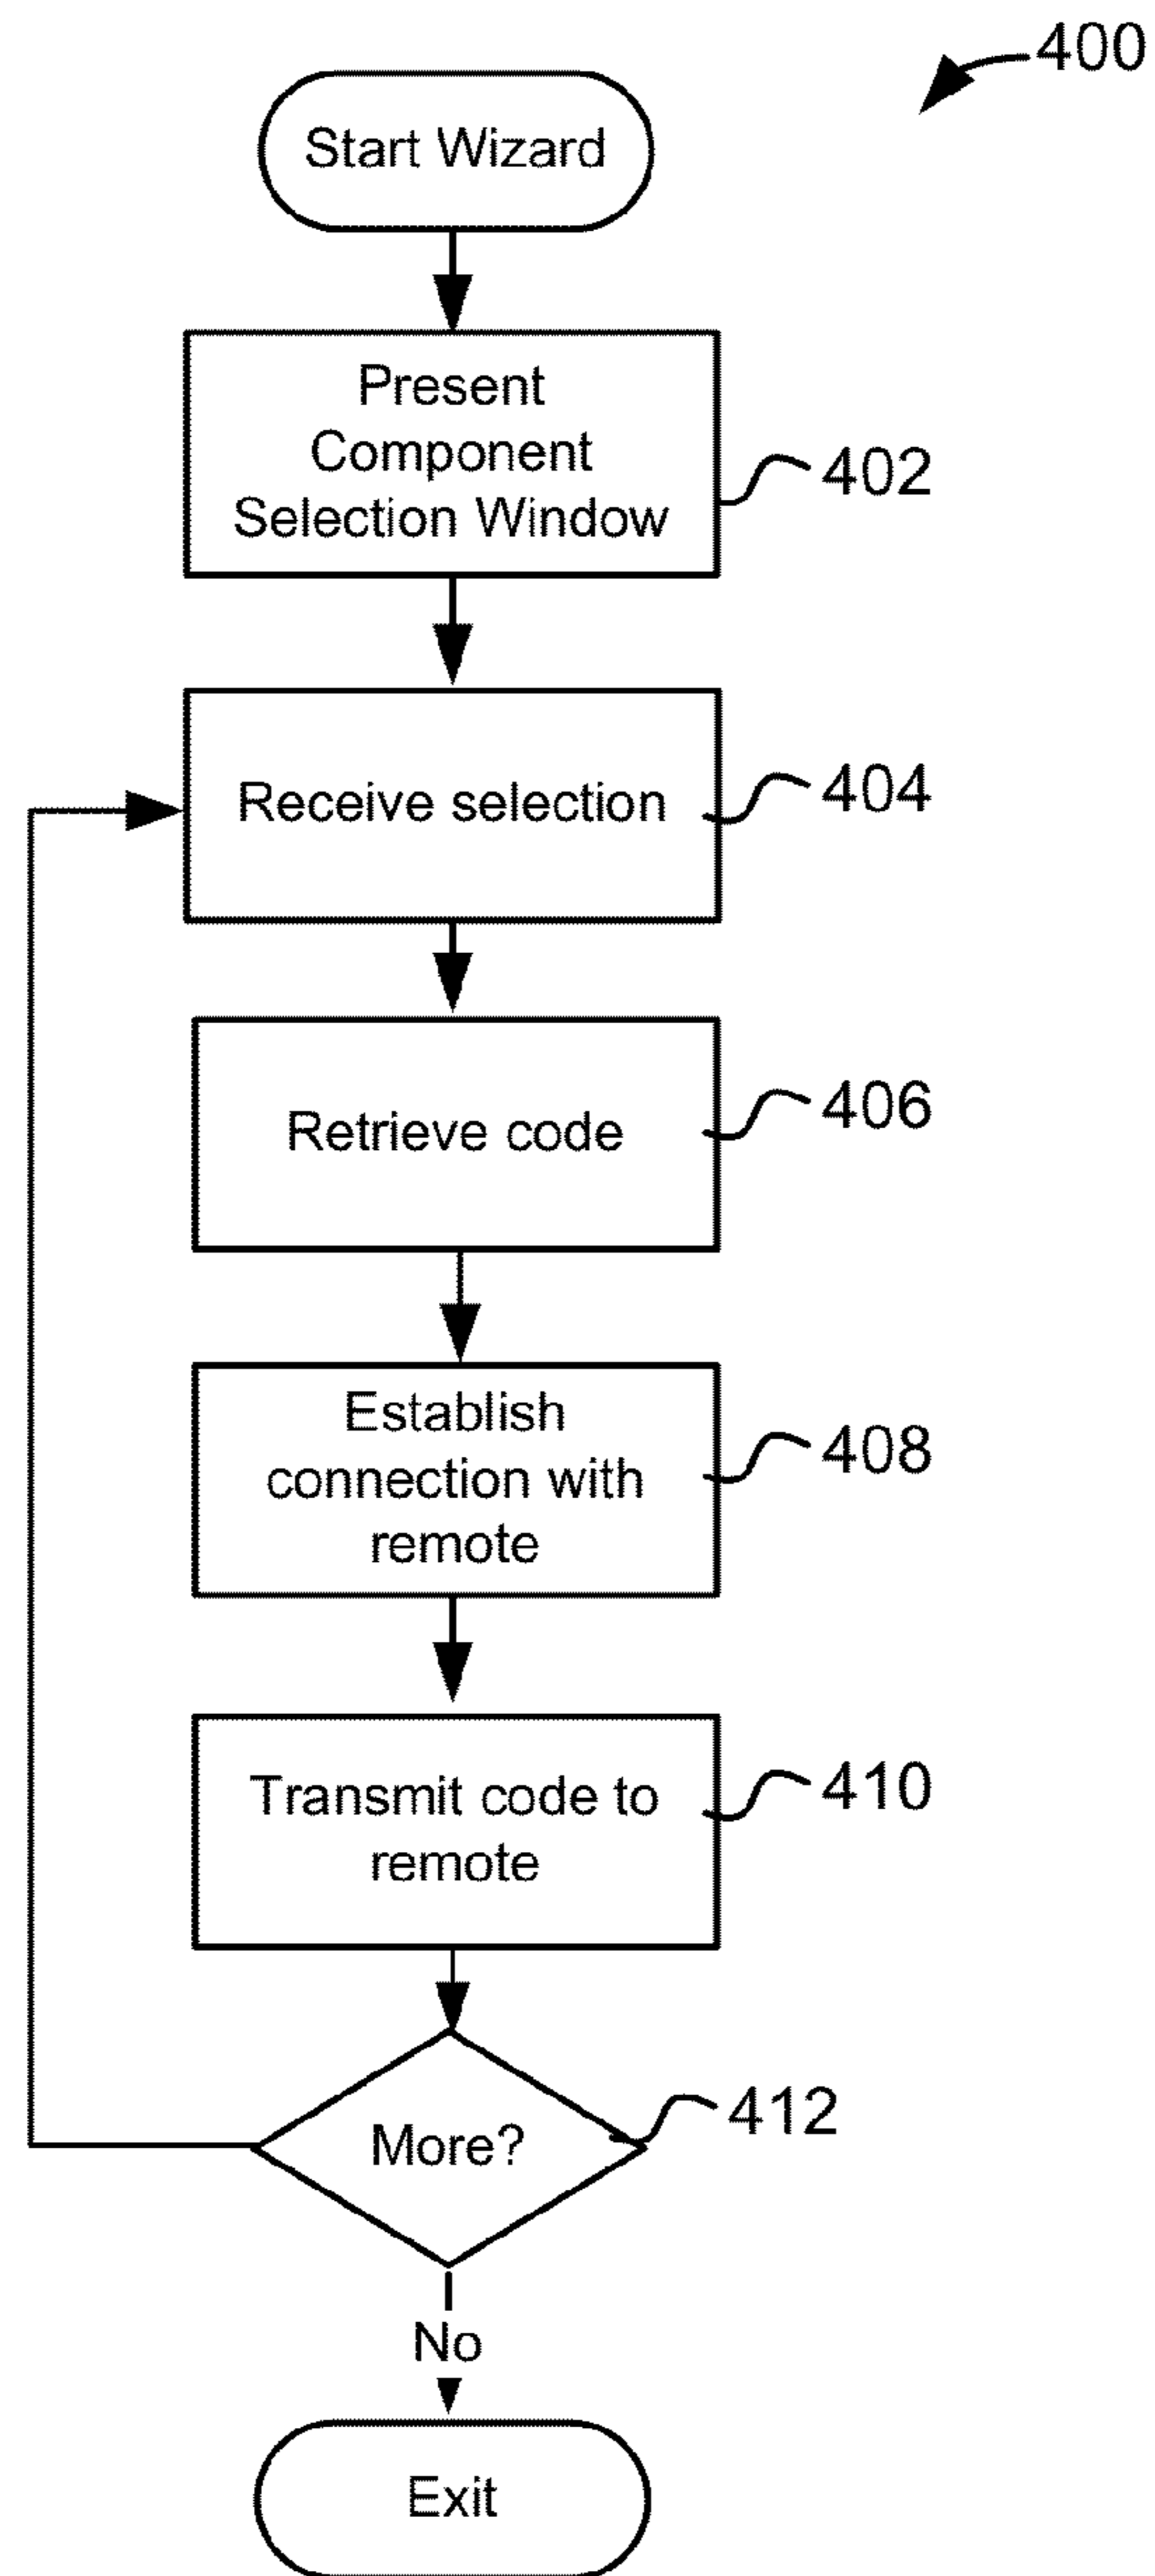 400
Start Wizard
Present
Component
Selection Window
402
Receive selection
404
Retrieve code
406
Establish
connection with
remote
408
Transmit code to
remote
410
More?
412
No
Exit